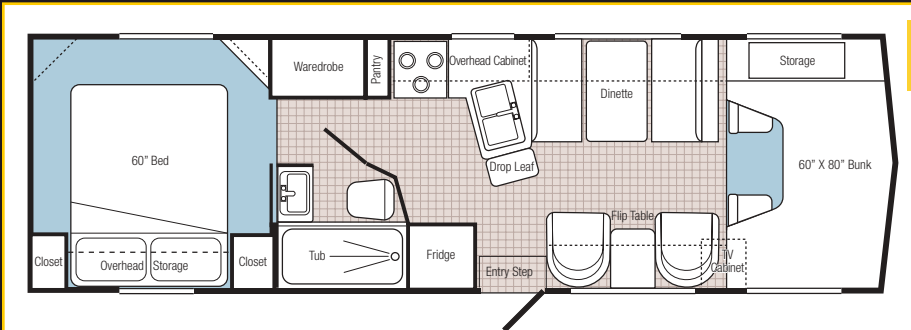 Waredrobe
Pantry
Overhead Cabinet
Storage
Dinette
60" Bed
Drop Leaf
60" X 80" Bunk
Flip Table
Closet
Overhead Storage
Closet
Tub
Fridge
Entry Step
TV
Cabinet